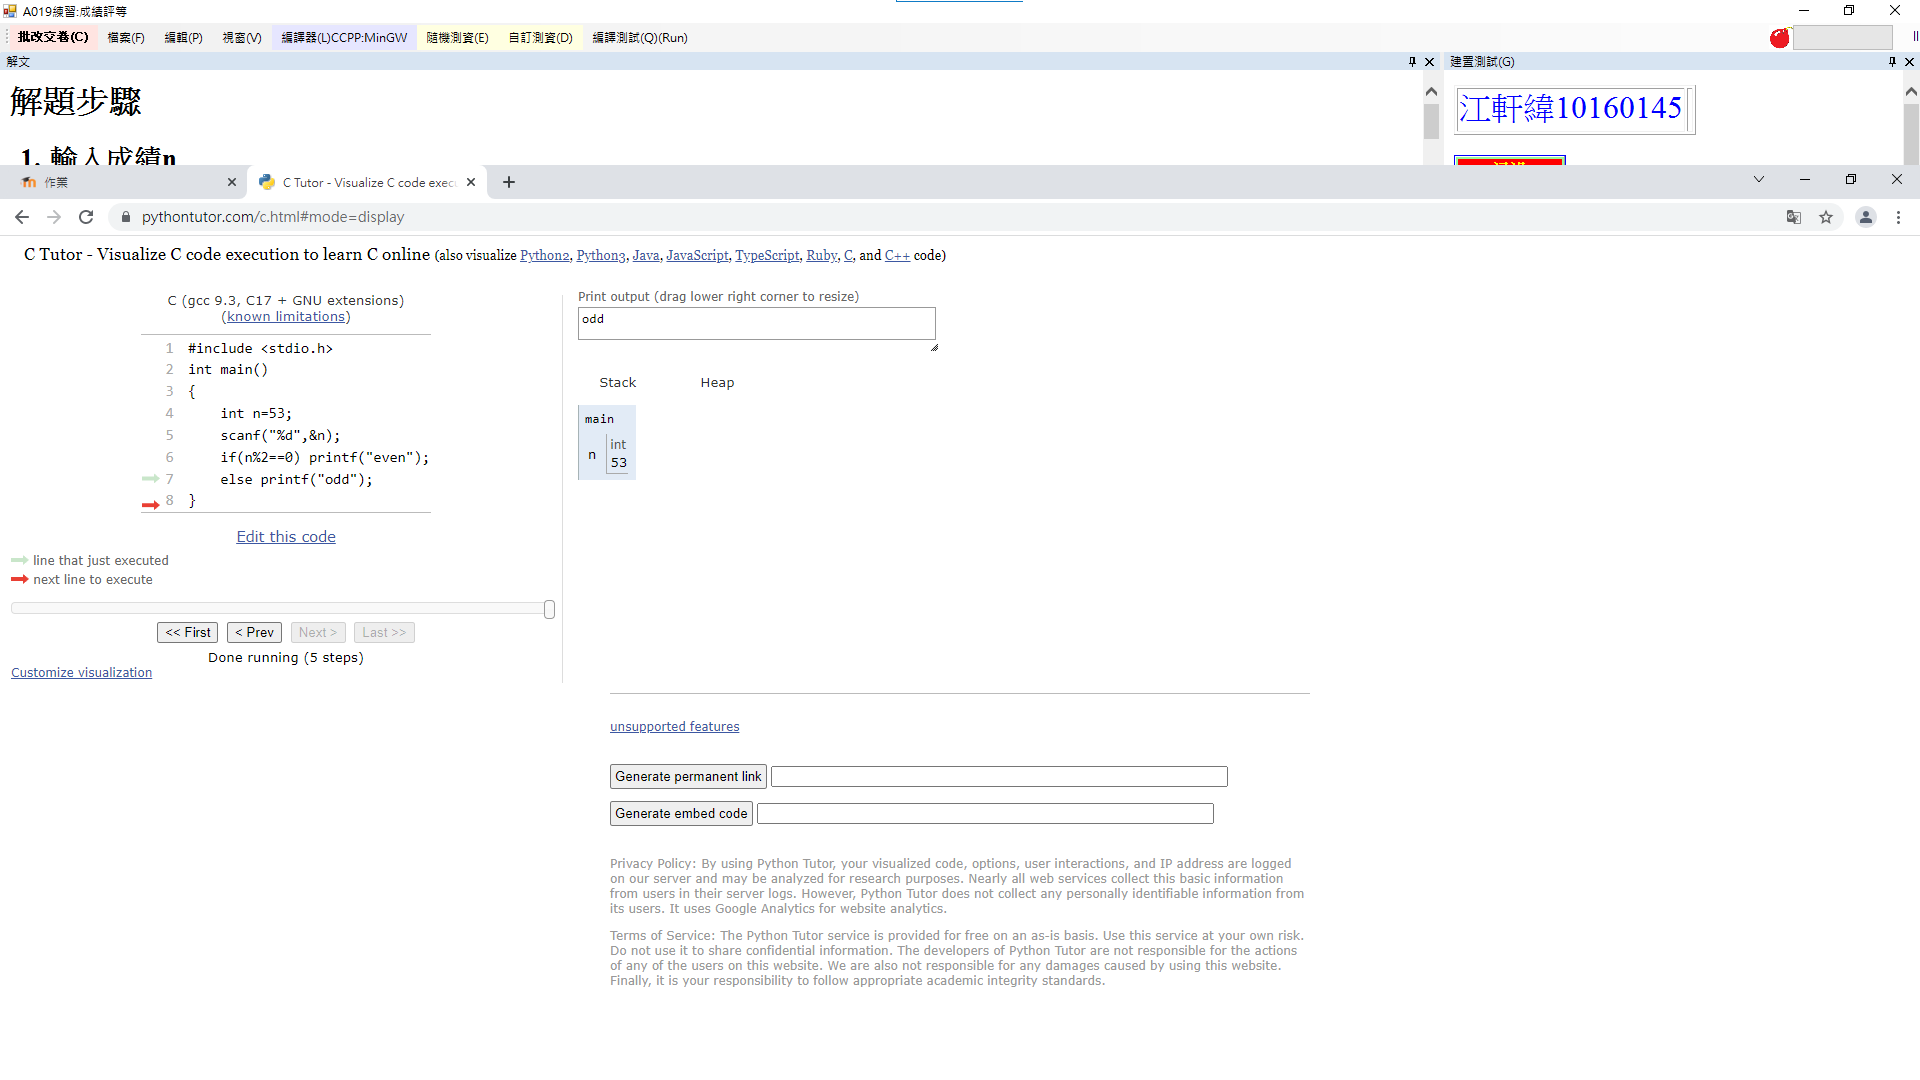 A019練習:成績評等
批改交卷(C) 檔案(F) 編輯(P) 視窗(V) 編譯器(L)CCPP:MinGW 隨機測資(E) 自訂測資(D) 編譯測試(Q)(Run)
解文
建置測試(G)
解題步驟
江軒緯10160145
1. 輸入成績n
作業
C Tutor - Visualize C code exec
pythontutor.com/c.html#mode=display
C Tutor - Visualize C code execution to learn C online (also visualize Python2, Python3, Java, JavaScript, TypeScript, Ruby, C, and C++ code)
C (gcc 9.3, C17 + GNU extensions)
(known limitations)
1 #include <stdio.h>
2 int main()
3 {
4 int n=53;
5 scanf("%d",&n);
6 if(n%2==0) printf("even");
7 else printf("odd");
8 }
Edit this code
line that just executed
next line to execute
<< First < Prev Next > Last >>
Done running (5 steps)
Customize visualization
Print output (drag lower right corner to resize)
odd
Stack Heap
main
n int
53
unsupported features
Generate permanent link
Generate embed code
Privacy Policy: By using Python Tutor, your visualized code, options, user interactions, and IP address are logged
on our server and may be analyzed for research purposes. Nearly all web services collect this basic information
from users in their server logs. However, Python Tutor does not collect any personally identifiable information from
its users. It uses Google Analytics for website analytics.
Terms of Service: The Python Tutor service is provided for free on an as-is basis. Use this service at your own risk.
Do not use it to share confidential information. The developers of Python Tutor are not responsible for the actions
of any of the users on this website. We are also not responsible for any damages caused by using this website.
Finally, it is your responsibility to follow appropriate academic integrity standards.